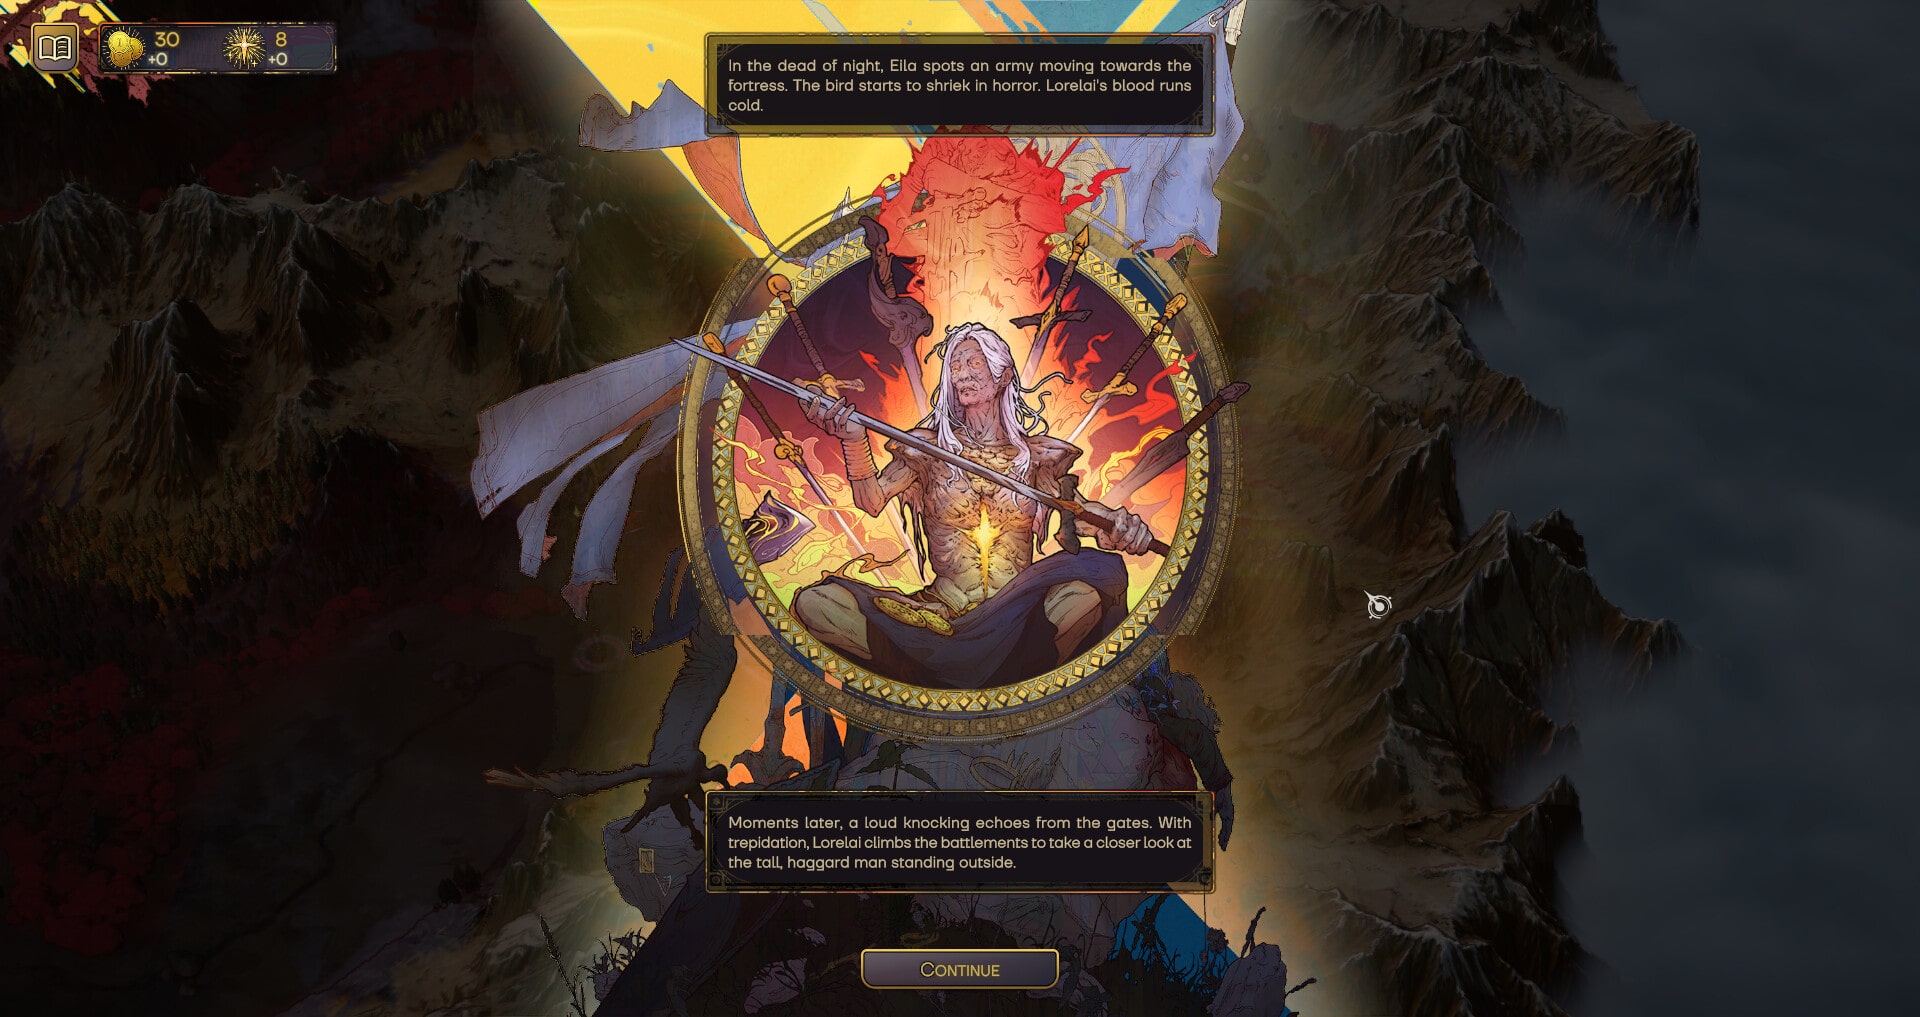 30
+0
8
+0
In the dead of night, Eila spots an army moving towards the
fortress. The bird starts to shriek in horror. Lorelai's blood runs
cold.
Moments later, a loud knocking echoes from the gates. With
trepidation, Lorelai climbs the battlements to take a closer look at
the tall, haggard man standing outside.
Continue